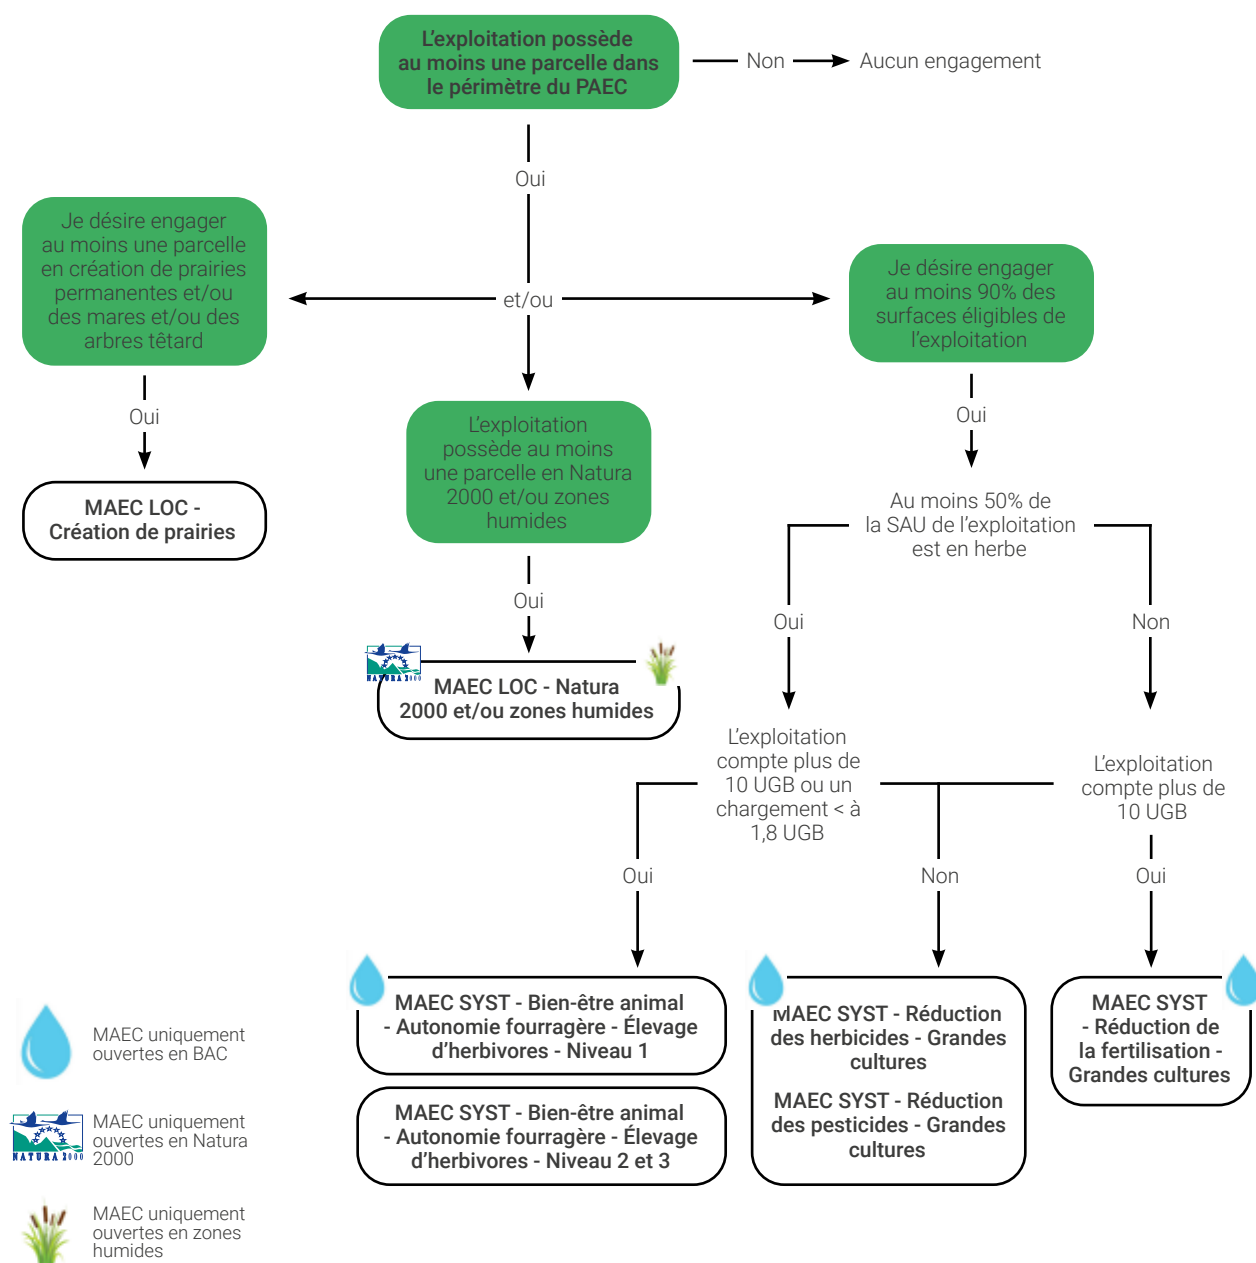 L'exploitation possède
au moins une parcelle dans
le périmètre du PAEC
Non
Aucun engagement
Oui
Je désire engager
au moins une parcelle
en création de prairies
permanentes et/ou
des mares et/ou des
arbres têtard
et/ou
Je désire engager
au moins 90% des
surfaces éligibles de
l'exploitation
Oui
MAEC LOC -
Création de prairies
L'exploitation
possède au moins
une parcelle en Natura
2000 et/ou zones
humides
Oui
NATURA 2000
MAEC LOC - Natura
2000 et/ou zones humides
Oui
Au moins 50% de
la SAU de l'exploitation
est en herbe
Oui
Non
L'exploitation
compte plus de
10 UGB ou un
chargement < à
1,8 UGB
L'exploitation
compte plus de
10 UGB
Oui
Non
Oui
MAEC SYST - Bien-être animal
- Autonomie fourragère - Élevage
d'herbivores - Niveau 1
MAEC SYST - Bien-être animal
- Autonomie fourragère - Élevage
d'herbivores - Niveau 2 et 3
MAEC SYST - Réduction
des herbicides - Grandes
cultures
MAEC SYST - Réduction
des pesticides - Grandes
cultures
MAEC SYST
- Réduction de
la fertilisation -
Grandes cultures
MAEC uniquement
ouvertes en BAC
NATURA 2000
MAEC uniquement
ouvertes en Natura
2000
MAEC uniquement
ouvertes en zones
humides